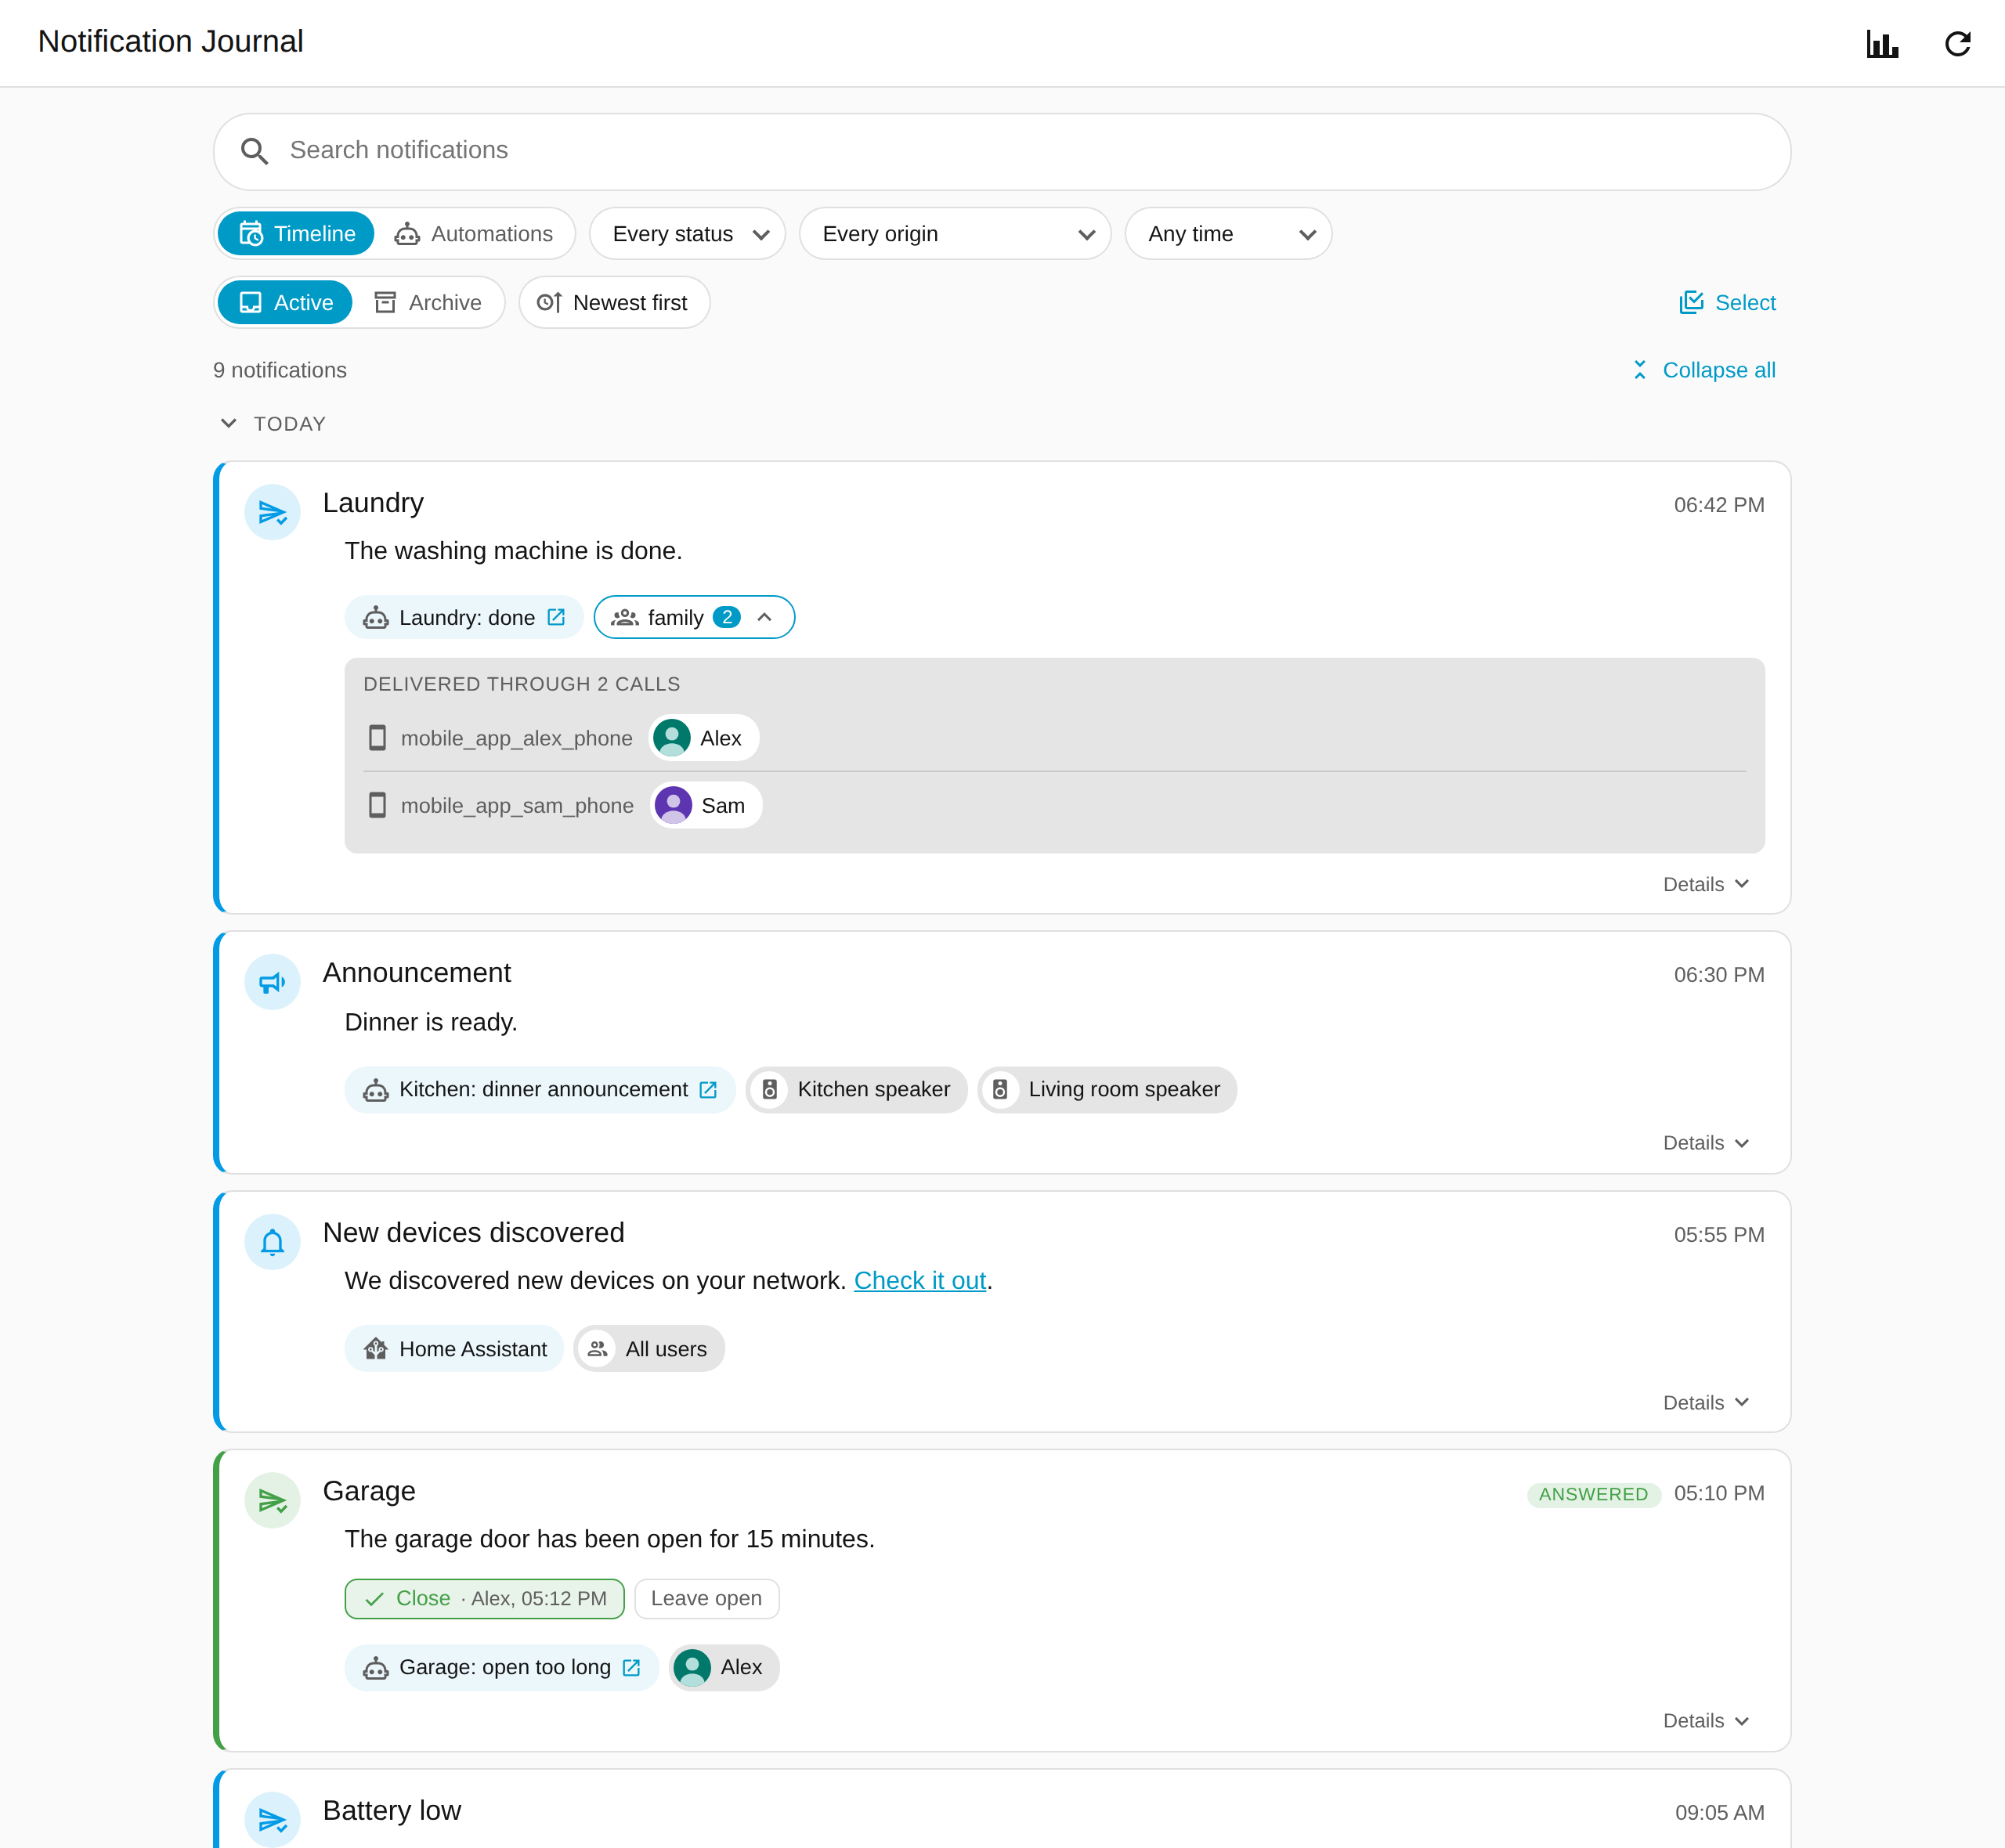 Notification Journal
Search notifications
Timeline Automations Every status Every origin Any time
Active Archive Newest first Select
9 notifications Collapse all
TODAY
Laundry 06:42 PM
The washing machine is done.
Laundry: done family 2
DELIVERED THROUGH 2 CALLS
mobile_app_alex_phone Alex
mobile_app_sam_phone Sam
Details
Announcement 06:30 PM
Dinner is ready.
Kitchen: dinner announcement Kitchen speaker Living room speaker
Details
New devices discovered 05:55 PM
We discovered new devices on your network. Check it out.
Home Assistant All users
Details
Garage ANSWERED 05:10 PM
The garage door has been open for 15 minutes.
Close · Alex, 05:12 PM Leave open
Garage: open too long Alex
Details
Battery low 09:05 AM